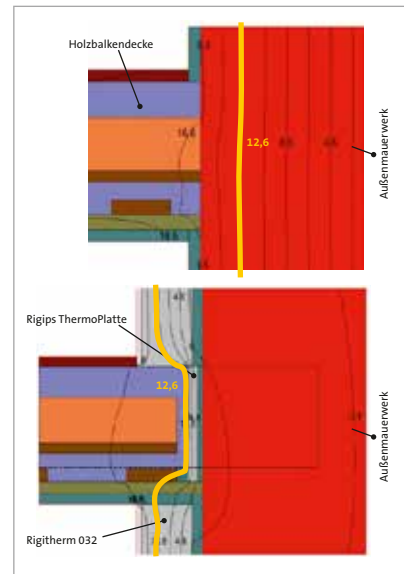 Holzbalkendecke
12,6
Außenmauerwerk
Rigips ThermoPlatte
12,6
Außenmauerwerk
Rigitherm 032